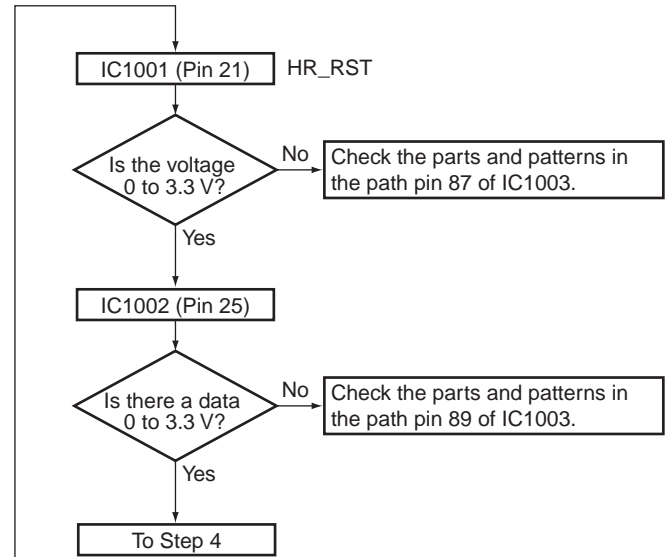 IC1001 (Pin 21) HR_RST
Is the voltage
0 to 3.3 V?
No
Check the parts and patterns in
the path pin 87 of IC1003.
Yes
IC1002 (Pin 25)
Is there a data
0 to 3.3 V?
No
Check the parts and patterns in
the path pin 89 of IC1003.
Yes
To Step 4